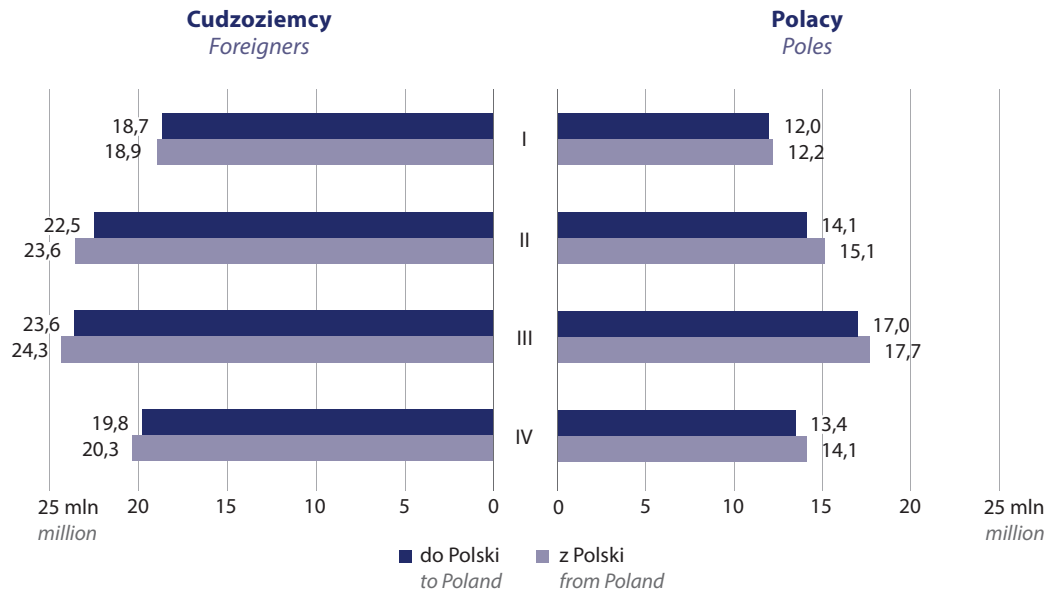 Cudzoziemcy
Foreigners
Polacy
Poles
18,7
18,9
I
12,0
12,2
22,5
23,6
II
14,1
15,1
23,6
24,3
III
17,0
17,7
19,8
20,3
IV
13,4
14,1
25 mln 20 15 10 5 0
million
0 5 10 15 20 25 mln
million
do Polski
to Poland
z Polski
from Poland